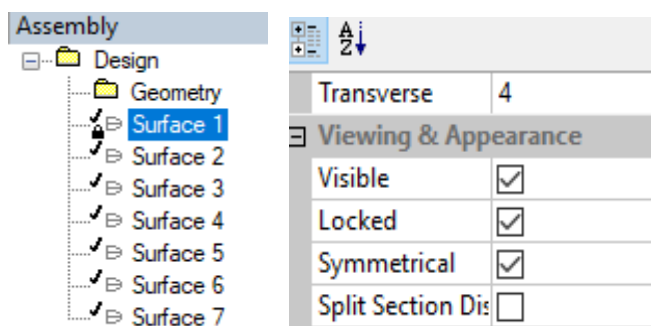 Assembly
Design
Geometry
Surface 1
Surface 2
Surface 3
Surface 4
Surface 5
Surface 6
Surface 7
A Z
Transverse 4
Viewing & Appearance
Visible
Locked
Symmetrical
Split Section Dis